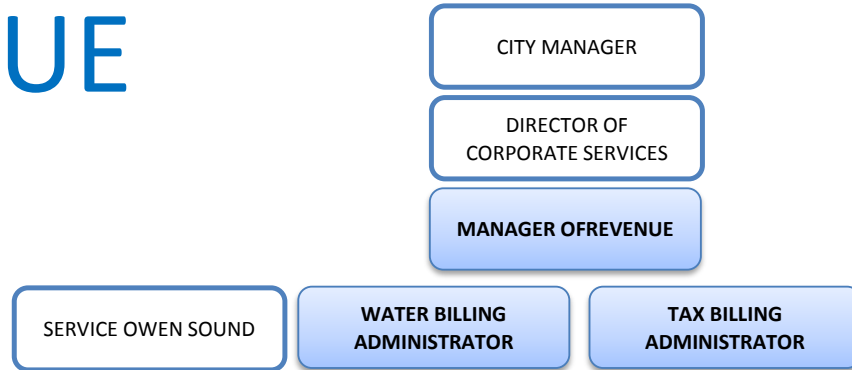 UE
CITY MANAGER
DIRECTOR OF
CORPORATE SERVICES
MANAGER OFREVENUE
SERVICE OWEN SOUND
WATER BILLING
ADMINISTRATOR
TAX BILLING
ADMINISTRATOR